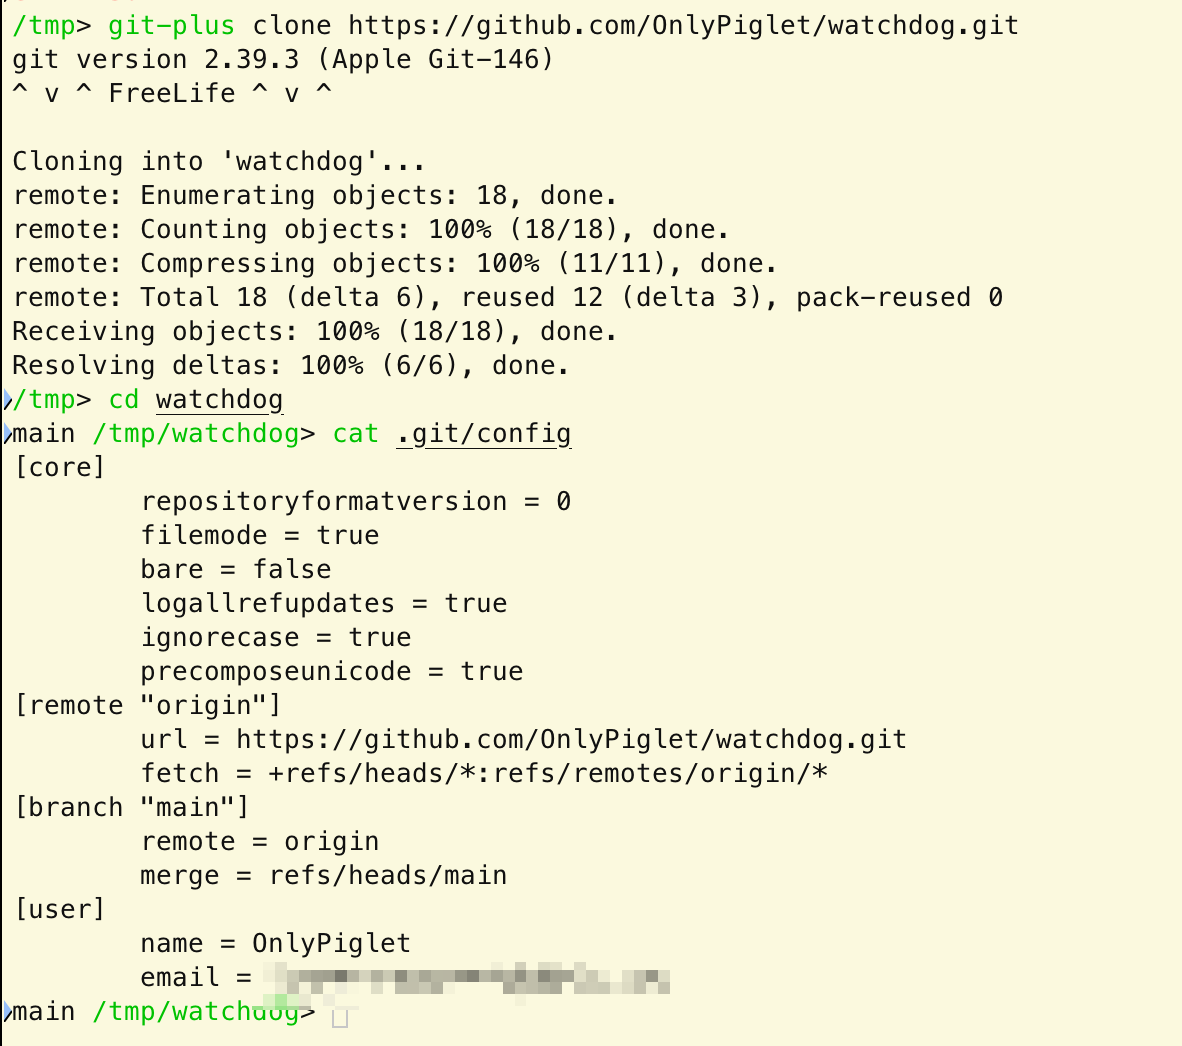 /tmp> git-plus clone https://github.com/OnlyPiglet/watchdog.git
git version 2.39.3 (Apple Git-146)
^ v ^ FreeLife ^ v ^
Cloning into 'watchdog'...
remote: Enumerating objects: 18, done.
remote: Counting objects: 100% (18/18), done.
remote: Compressing objects: 100% (11/11), done.
remote: Total 18 (delta 6), reused 12 (delta 3), pack-reused 0
Receiving objects: 100% (18/18), done.
Resolving deltas: 100% (6/6), done.
/tmp> cd watchdog
main /tmp/watchdog> cat .git/config
[core]
repositoryformatversion = 0
filemode = true
bare = false
logallrefupdates = true
ignorecase = true
precomposeunicode = true
[remote "origin"]
url = https://github.com/OnlyPiglet/watchdog.git
fetch = +refs/heads/*:refs/remotes/origin/*
[branch "main"]
remote = origin
merge = refs/heads/main
[user]
name = OnlyPiglet
email =
main /tmp/watchdog>